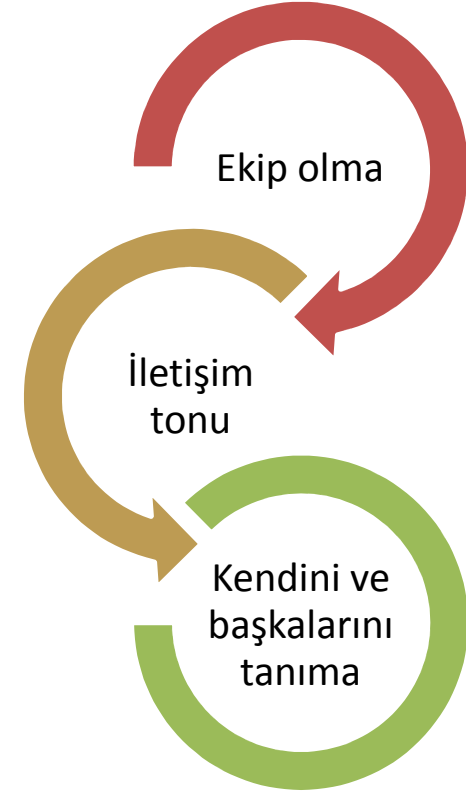 Ekip olma
İletişim
tonu
Kendini ve
başkalarını
tanıma